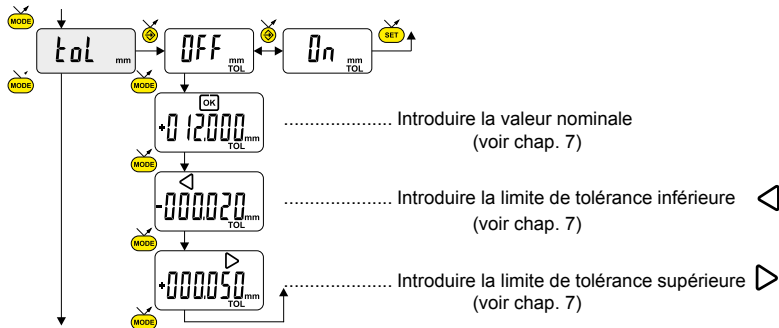 MODE
toL mm
OFF mm TOL
On mm TOL
SET
MODE
MODE
OK
+012.000 mm TOL
..................... Introduire la valeur nominale
(voir chap. 7)
MODE
-000.020 mm TOL
..................... Introduire la limite de tolérance inférieure
(voir chap. 7)
MODE
+000.050 mm TOL
..................... Introduire la limite de tolérance supérieure
(voir chap. 7)
MODE